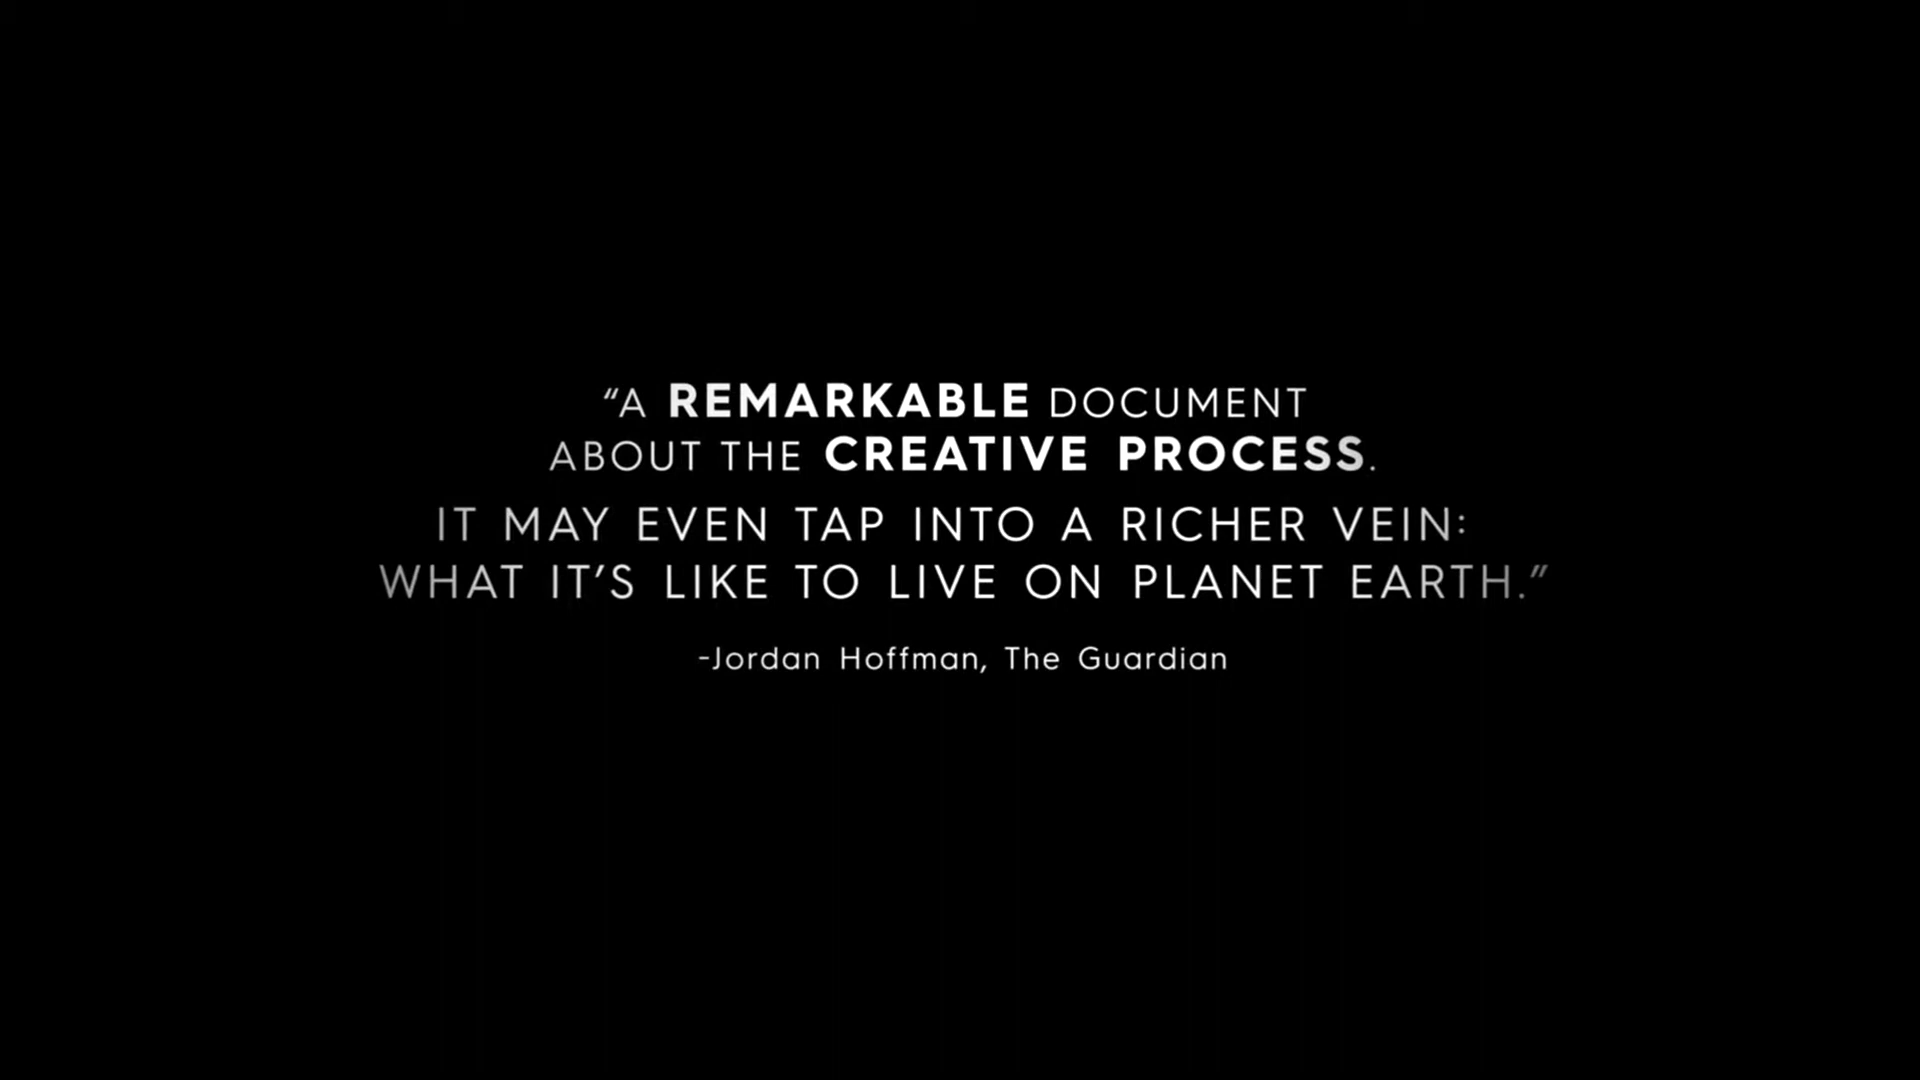 “A REMARKABLE DOCUMENT
ABOUT THE CREATIVE PROCESS.
IT MAY EVEN TAP INTO A RICHER VEIN:
WHAT IT’S LIKE TO LIVE ON PLANET EARTH.”
-Jordan Hoffman, The Guardian